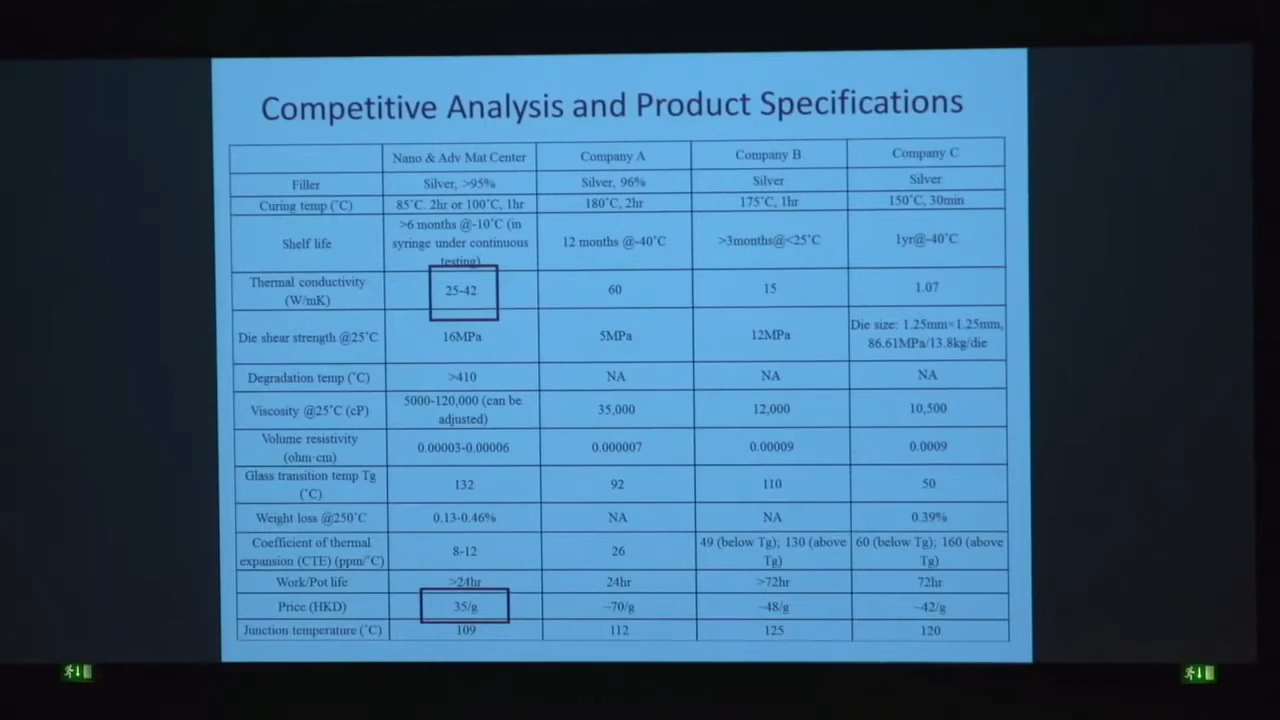 Competitive Analysis and Product Specifications
Nano & Adv Mat Center Company A Company B Company C
Filler Silver, >95% Silver, 96% Silver Silver
Curing temp (˚C) 85˚C. 2hr or 100˚C, 1hr 180˚C, 2hr 175˚C, 1hr 150˚C, 30min
Shelf life >6 months @-10˚C (in
syringe under continuous
testing) 12 months @-40˚C >3months@<25˚C 1yr@-40˚C
Thermal conductivity
(W/mK) 25-42 60 15 1.07
Die shear strength @25˚C 16MPa 5MPa 12MPa Die size: 1.25mm×1.25mm,
86.61MPa/13.8kg/die
Degradation temp (˚C) >410 NA NA NA
Viscosity @25˚C (cP) 5000-120,000 (can be
adjusted) 35,000 12,000 10,500
Volume resistivity
(ohm·cm) 0.00003-0.00006 0.000007 0.00009 0.0009
Glass transition temp Tg
(˚C) 132 92 110 50
Weight loss @250˚C 0.13-0.46% NA NA 0.39%
Coefficient of thermal
expansion (CTE) (ppm/˚C) 8-12 26 49 (below Tg); 130 (above
Tg) 60 (below Tg); 160 (above
Tg)
Work/Pot life >24hr 24hr >72hr 72hr
Price (HKD) 35/g ~70/g ~48/g ~42/g
Junction temperature (˚C) 109 112 125 120